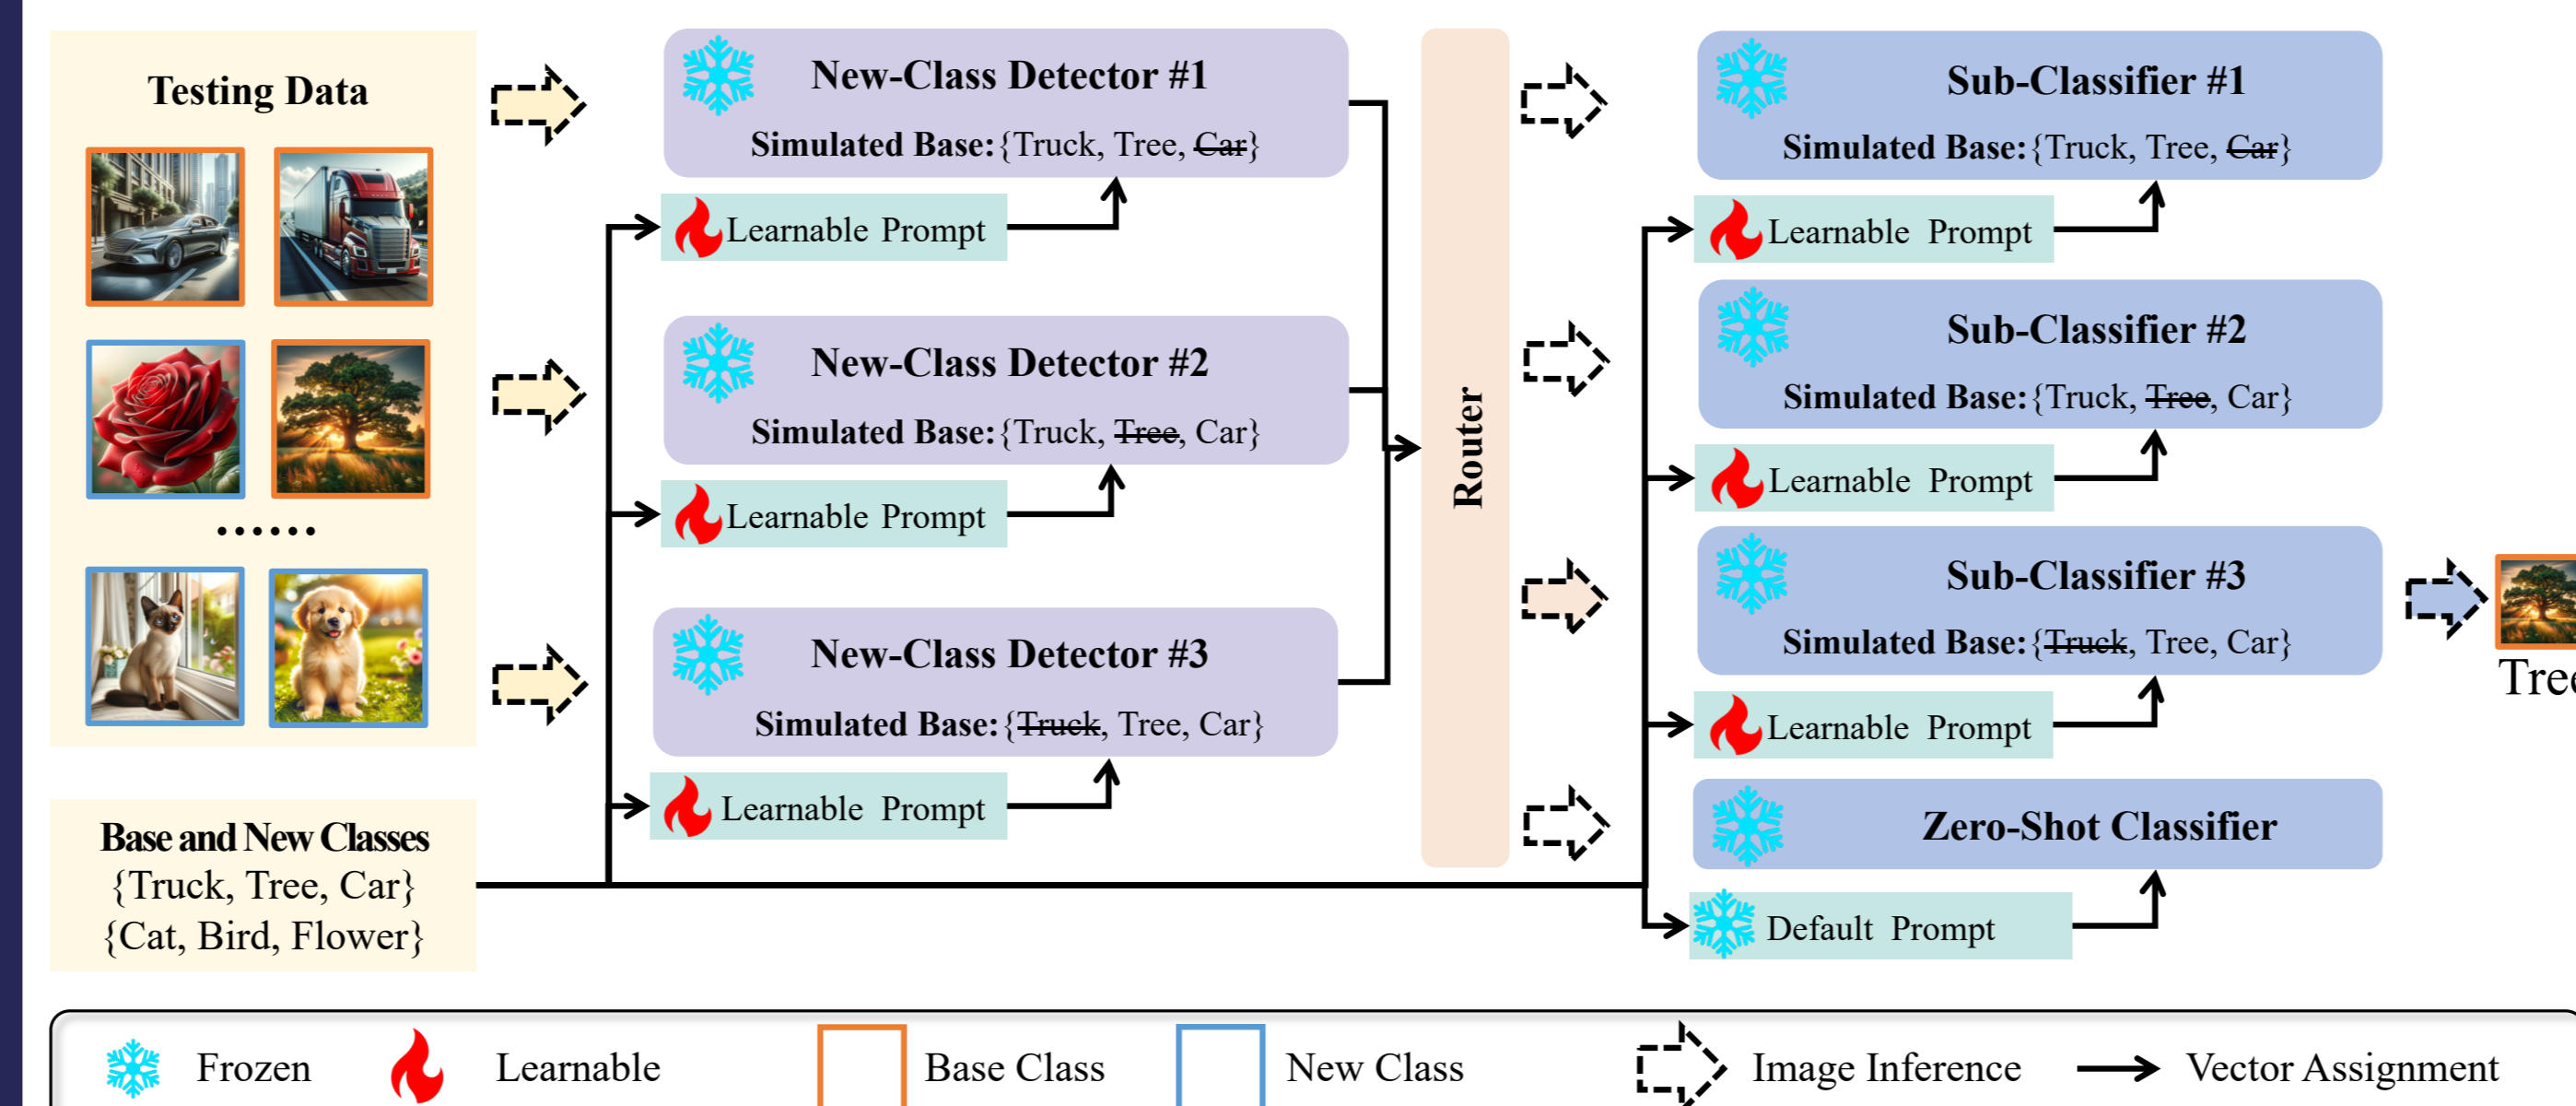 Testing Data
......
Base and New Classes
{Truck, Tree, Car}
{Cat, Bird, Flower}
New-Class Detector #1
Simulated Base:{Truck, Tree, Car}
Learnable Prompt
New-Class Detector #2
Simulated Base:{Truck, Tree, Car}
Learnable Prompt
New-Class Detector #3
Simulated Base:{Truck, Tree, Car}
Learnable Prompt
Router
Sub-Classifier #1
Simulated Base:{Truck, Tree, Car}
Learnable Prompt
Sub-Classifier #2
Simulated Base:{Truck, Tree, Car}
Learnable Prompt
Sub-Classifier #3
Simulated Base:{Truck, Tree, Car}
Learnable Prompt
Zero-Shot Classifier
Default Prompt
Tree
Frozen
Learnable
Base Class
New Class
Image Inference
Vector Assignment